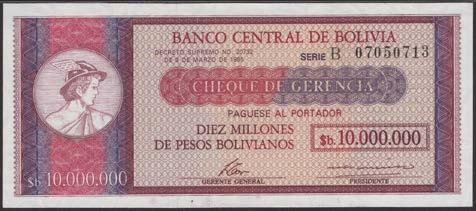 BANCO CENTRAL DE BOLIVIA
DECRETO SUPREMO NO. 20732
DE 8 DE MARZO DE 1985
SERIE B 07050713
CHEQUE DE GERENCIA
PAGUESE AL PORTADOR
DIEZ MILLONES
DE PESOS BOLIVIANOS
$b. 10.000.000
$b 10.000.000
GERENTE GENERAL
PRESIDENTE